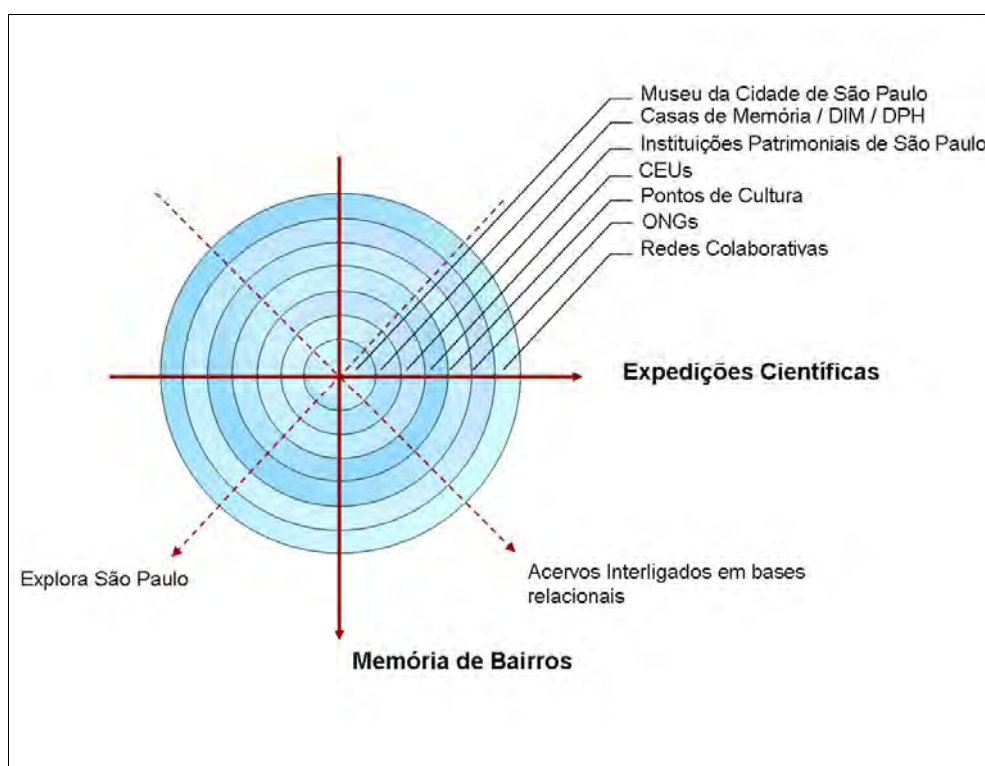 Museu da Cidade de São Paulo
Casas de Memória / DIM / DPH
Instituições Patrimoniais de São Paulo
CEUs
Pontos de Cultura
ONGs
Redes Colaborativas
Expedições Científicas
Explora São Paulo
Acervos Interligados em bases
relacionais
Memória de Bairros